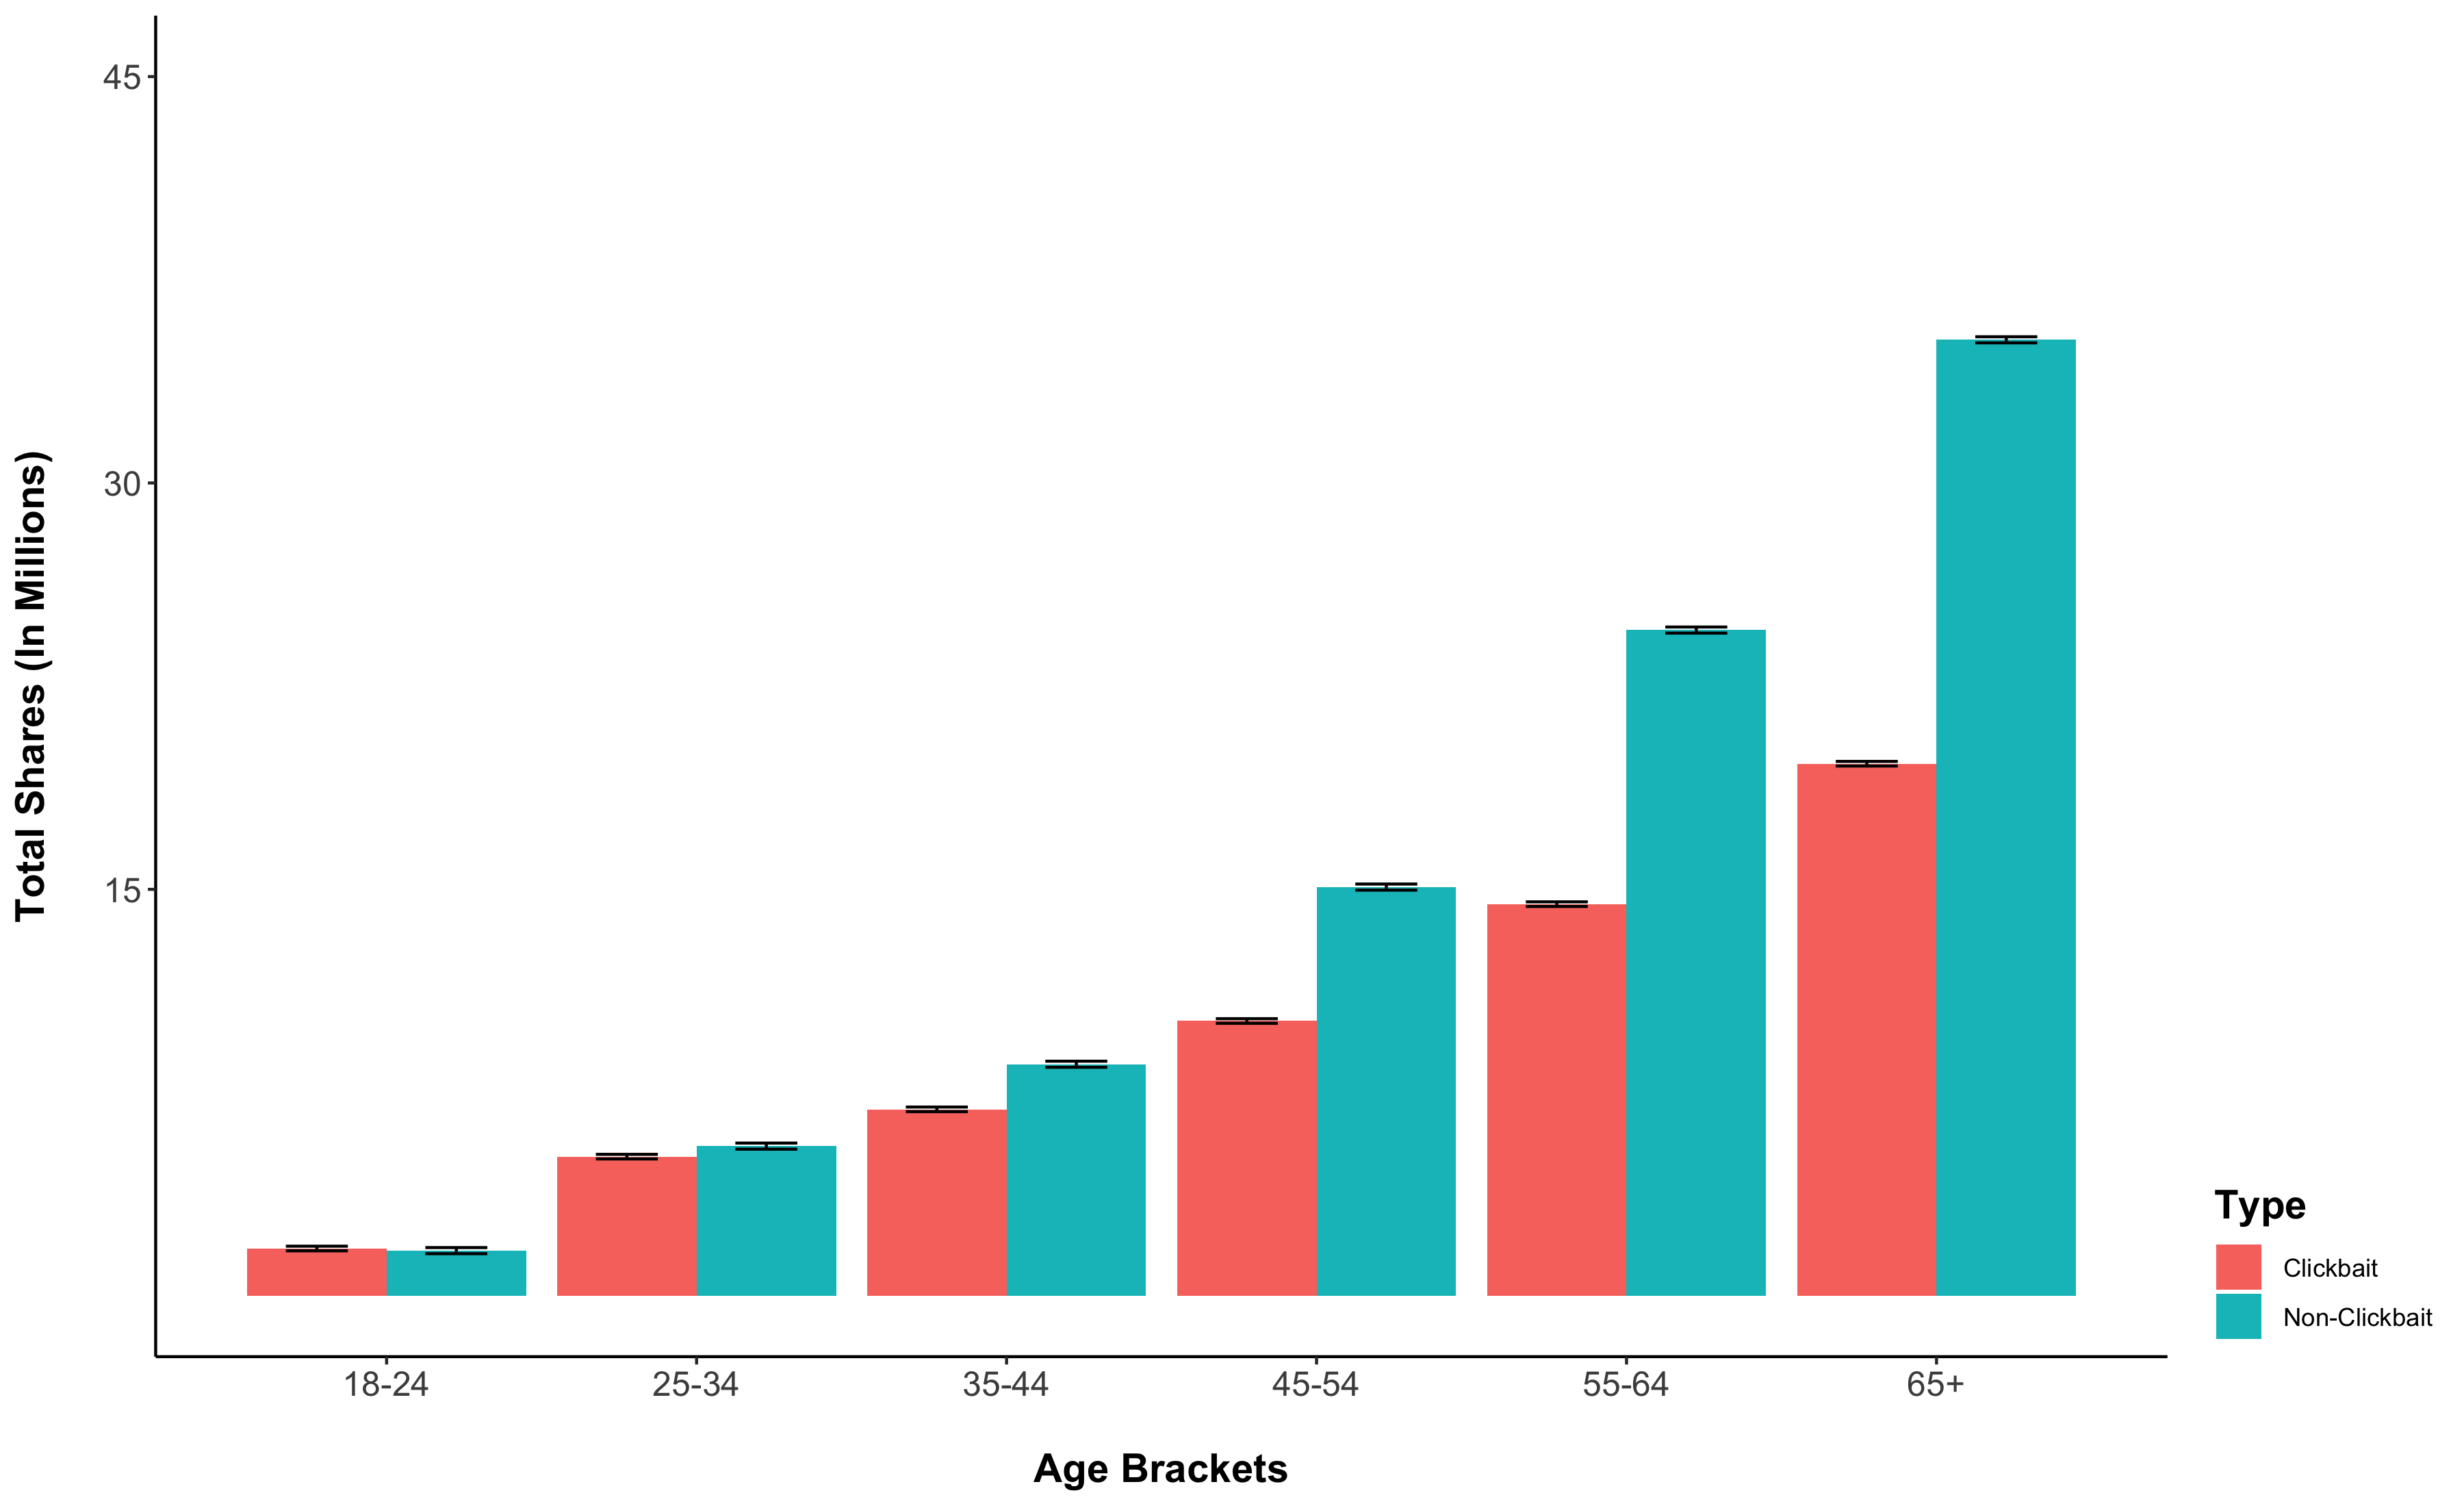 Total Shares (In Millions)
45
30
15
18-24
25-34
35-44
45-54
55-64
65+
Age Brackets
Type
Clickbait
Non-Clickbait